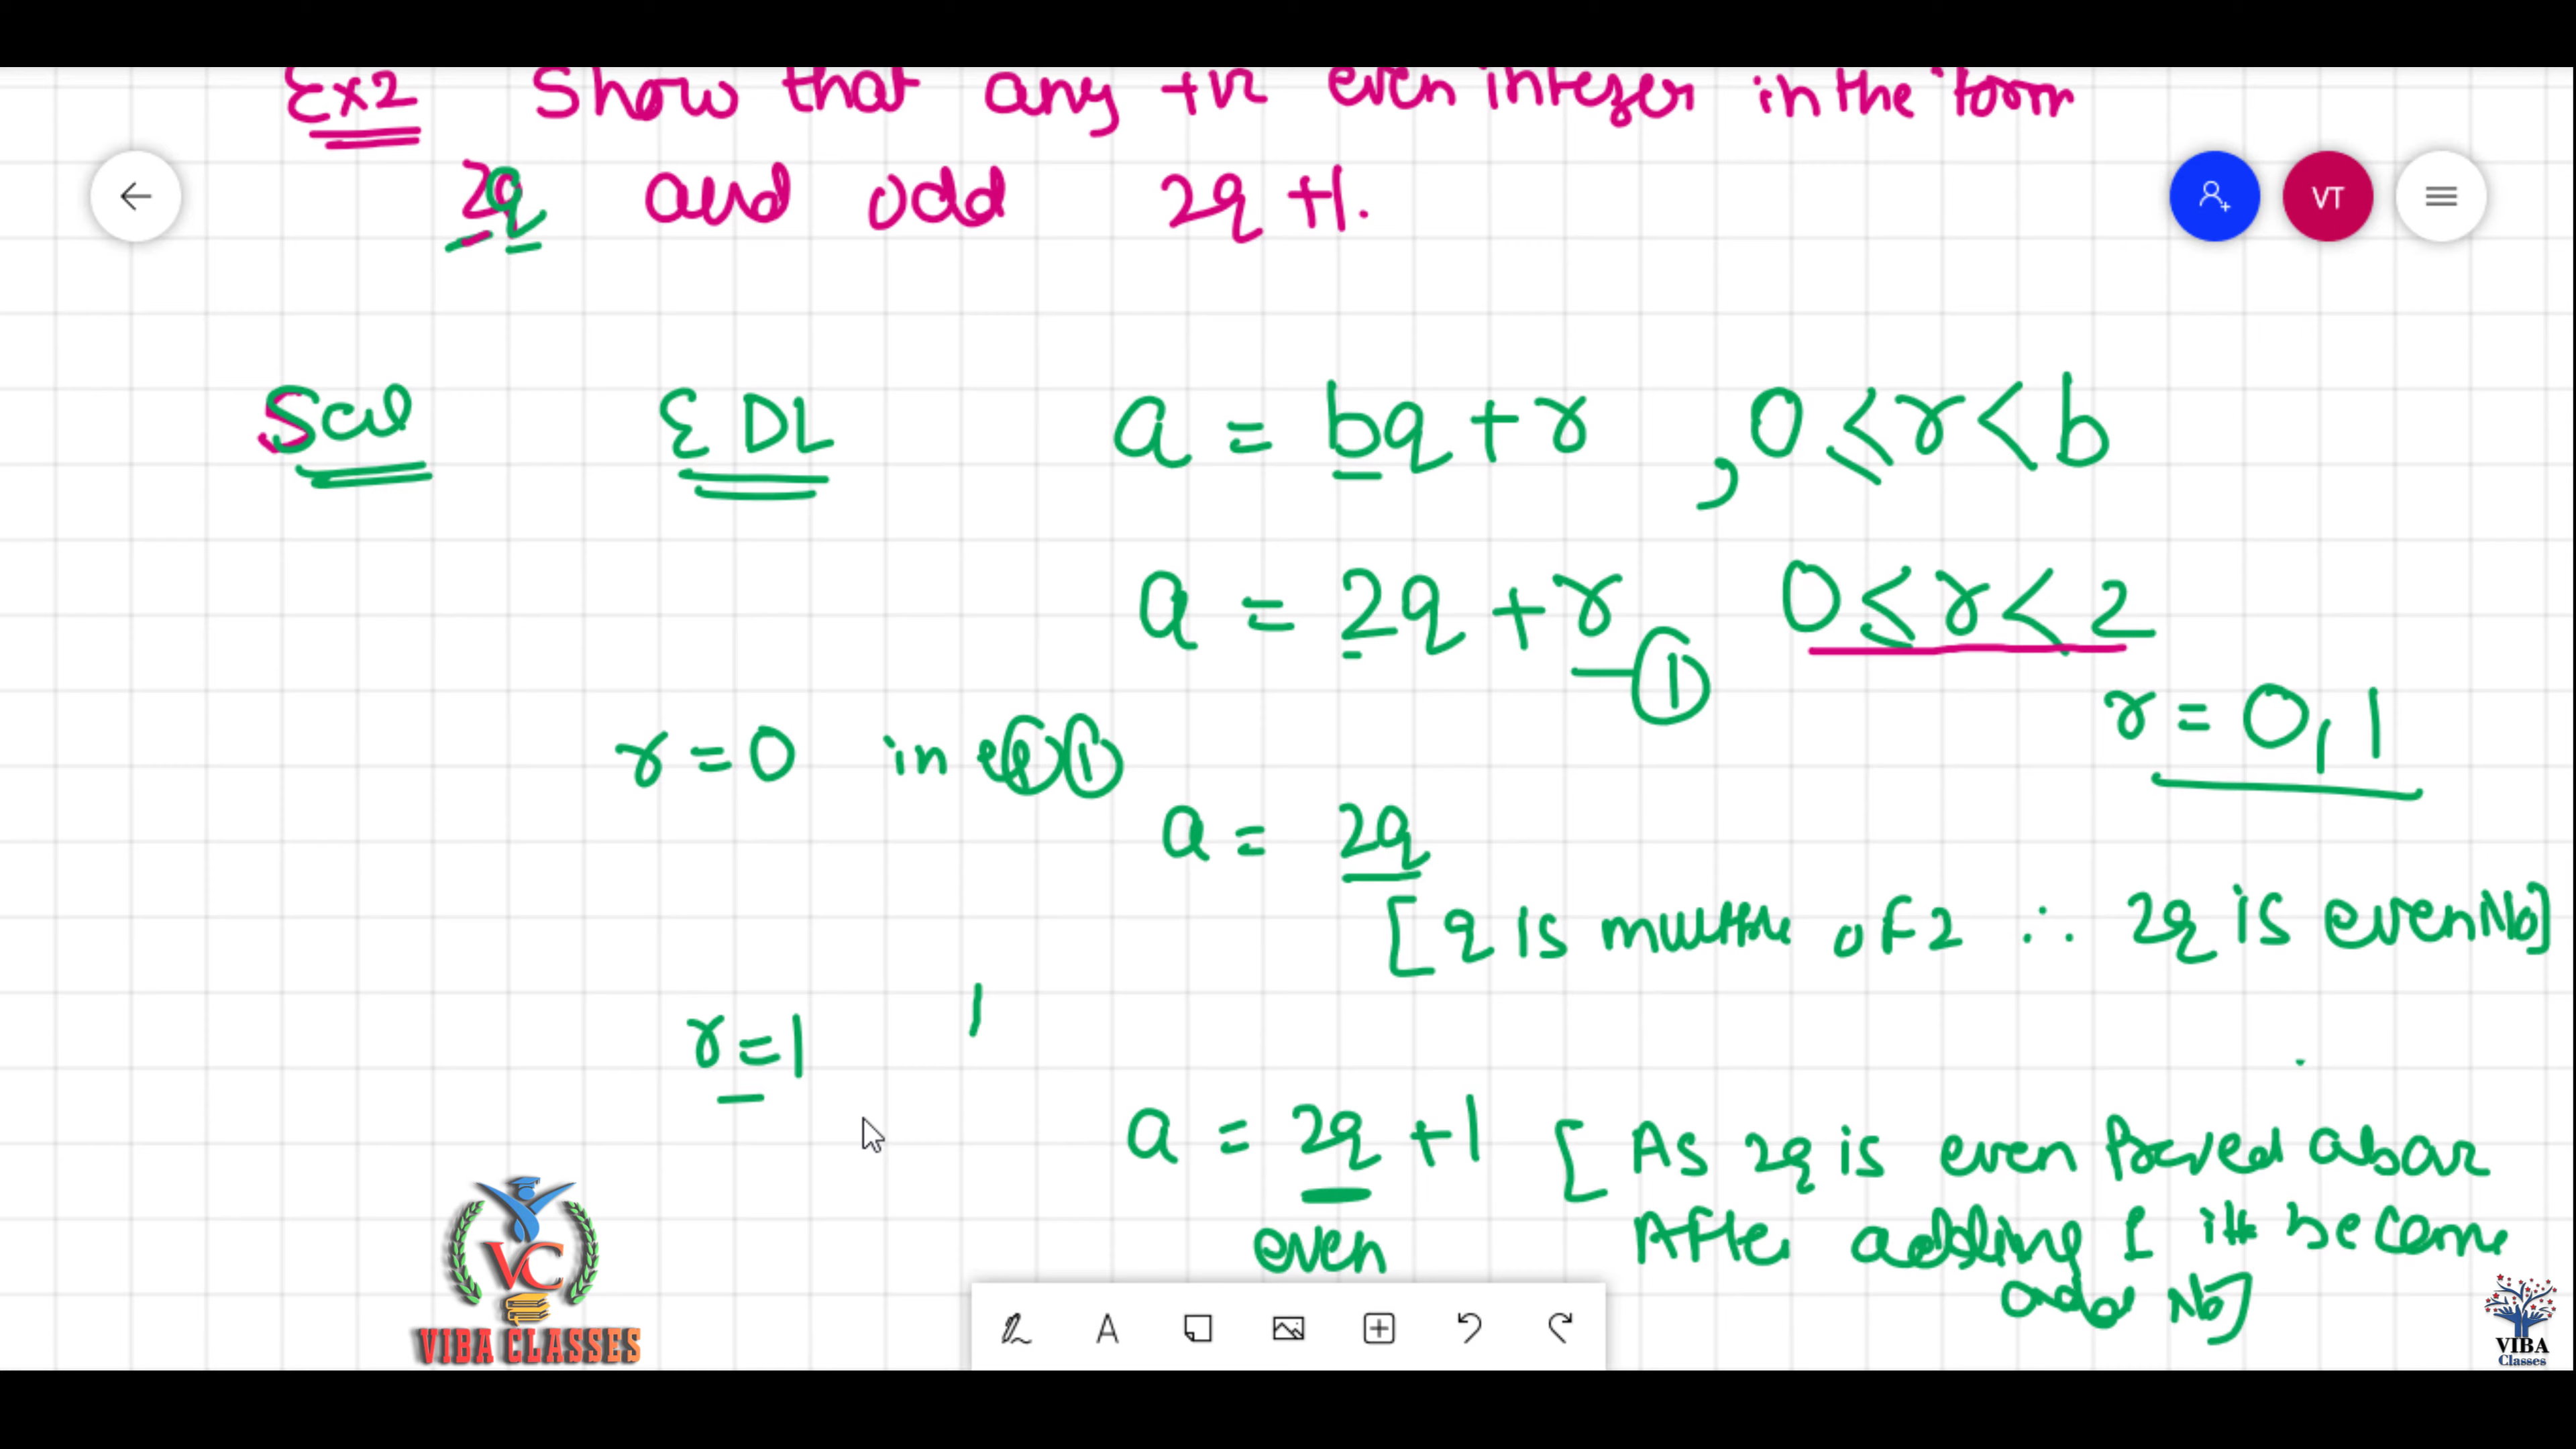 Ex2 Show that any +ve even integer in the form
2q and odd 2q +1.
VT
Sol EDL a = bq + r , 0 ≤ r < b
a = 2q + r —① 0 ≤ r < 2
r = 0, 1
r = 0 in eq ①
a = 2q
[q is multiple of 2 ∴ 2q is even No]
r = 1
a = 2q + 1 [As 2q is even Proved above
even After adding 1 it become
odd No]
VC
VIBA CLASSES
VIBA
Classes